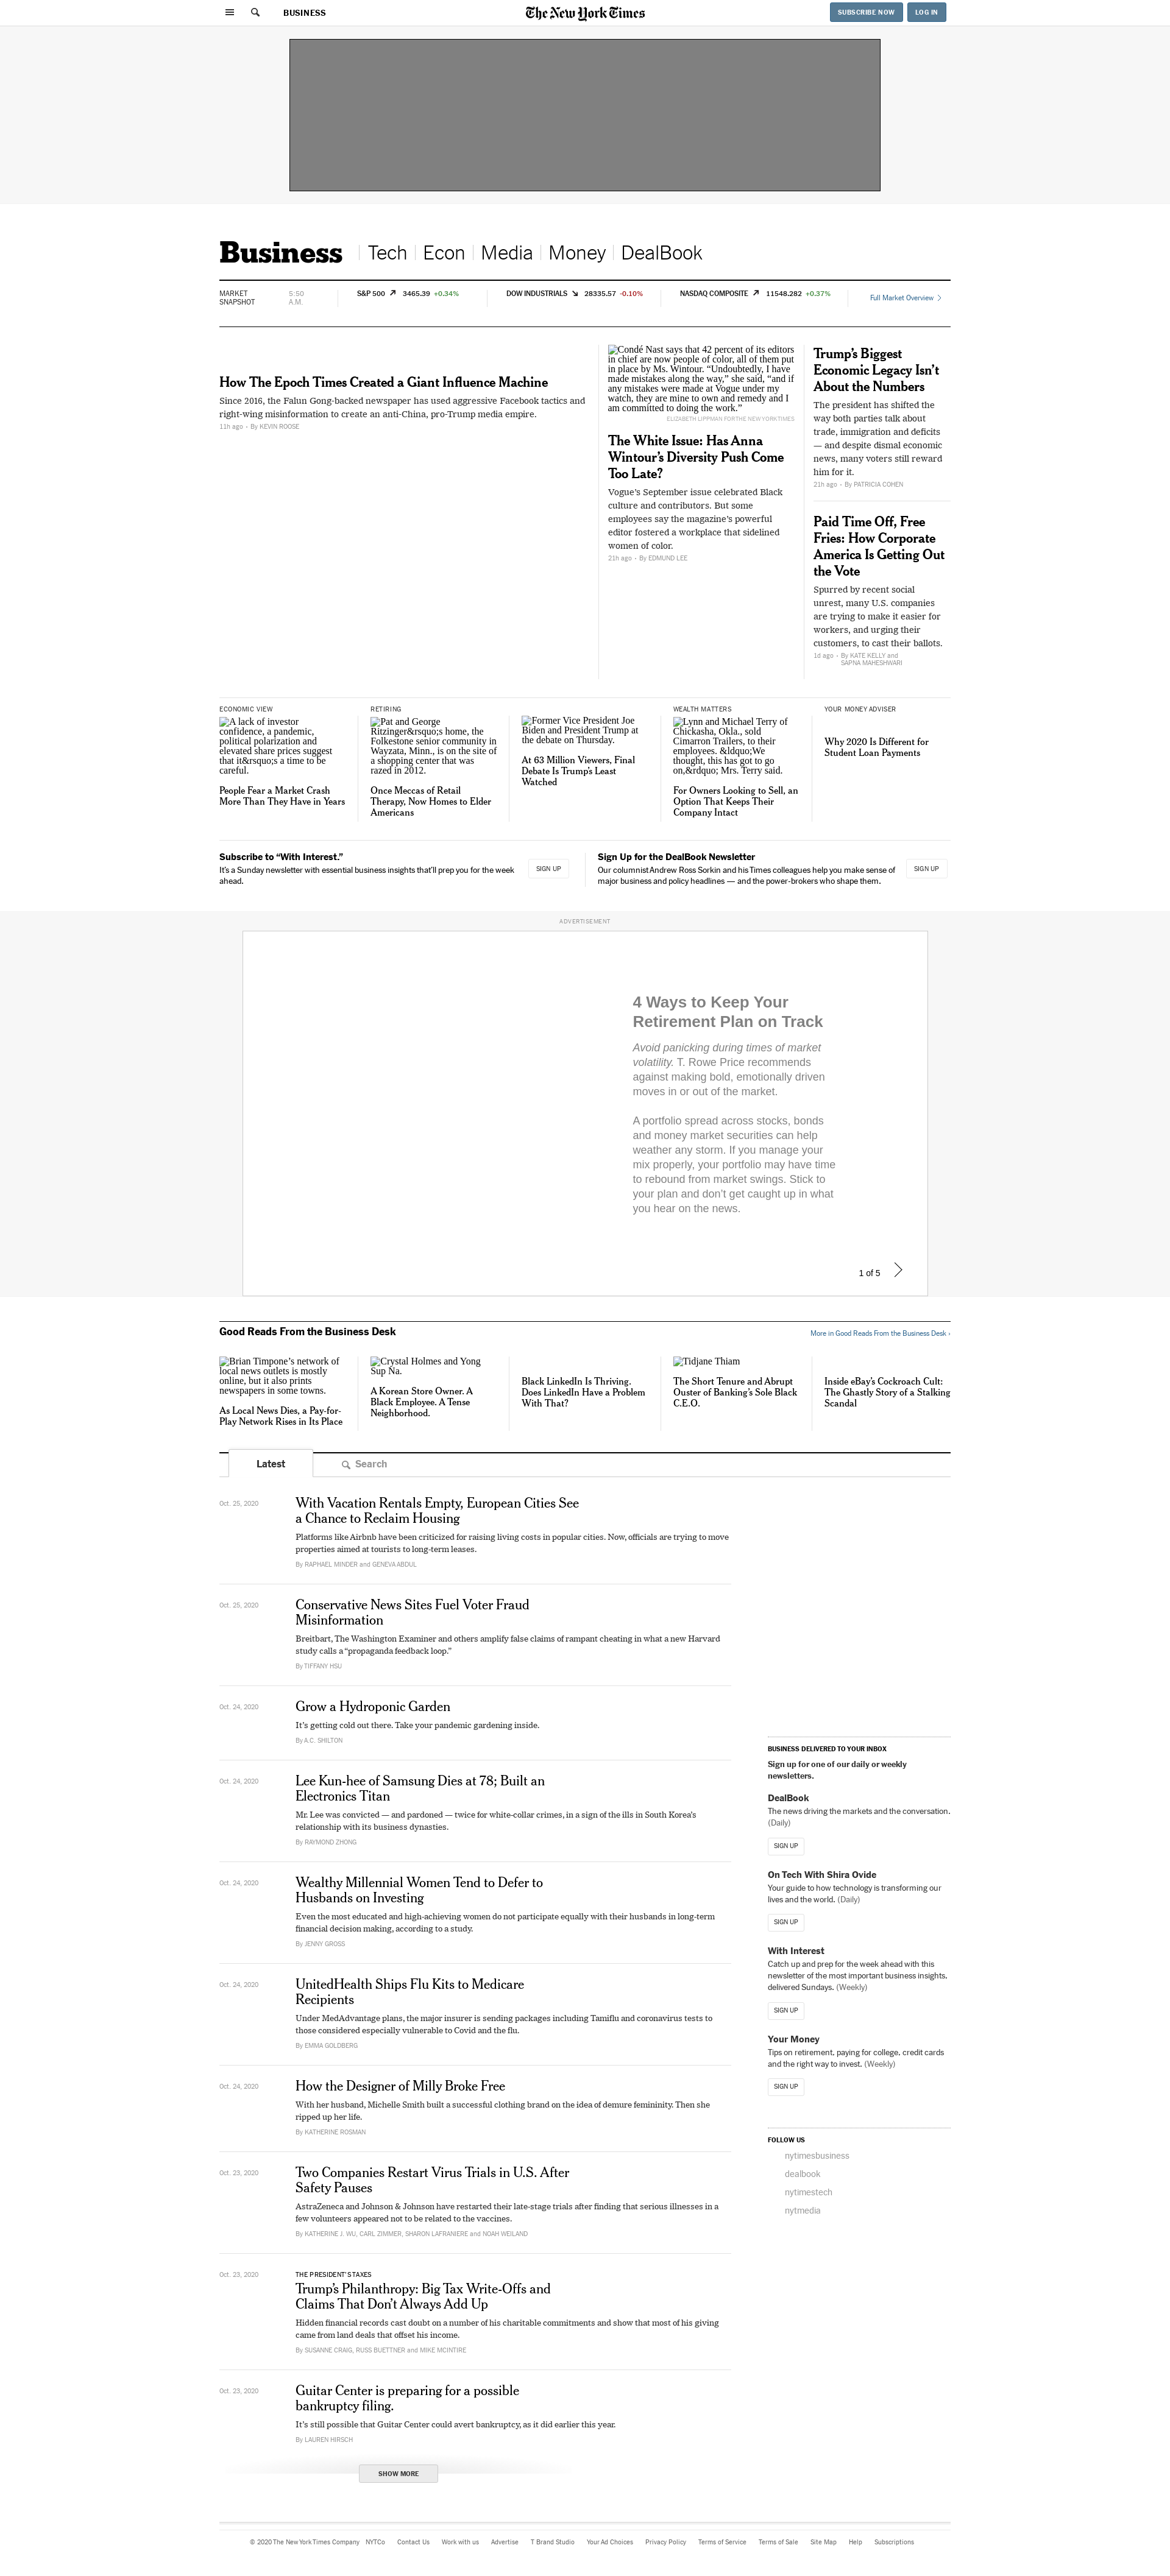 BUSINESS
The New York Times
SUBSCRIBE NOW
LOG IN
Business
Tech
Econ
Media
Money
DealBook
MARKET
SNAPSHOT
5:50
A.M.
S&P 500 3465.39 +0.34%
DOW INDUSTRIALS 28335.57 -0.10%
NASDAQ COMPOSITE 11548.282 +0.37%
Full Market Overview
How The Epoch Times Created a Giant Influence Machine
Since 2016, the Falun Gong-backed newspaper has used aggressive Facebook tactics and
right-wing misinformation to create an anti-China, pro-Trump media empire.
11h ago • By KEVIN ROOSE
Condé Nast says that 42 percent of its editors
in chief are now people of color, all of them put
in place by Ms. Wintour. “Undoubtedly, I have
made mistakes along the way,” she said, “and if
any mistakes were made at Vogue under my
watch, they are mine to own and remedy and I
am committed to doing the work.”
ELIZABETH LIPPMAN FOR THE NEW YORK TIMES
The White Issue: Has Anna
Wintour’s Diversity Push Come
Too Late?
Vogue’s September issue celebrated Black
culture and contributors. But some
employees say the magazine’s powerful
editor fostered a workplace that sidelined
women of color.
21h ago • By EDMUND LEE
Trump’s Biggest
Economic Legacy Isn’t
About the Numbers
The president has shifted the
way both parties talk about
trade, immigration and deficits
— and despite dismal economic
news, many voters still reward
him for it.
21h ago • By PATRICIA COHEN
Paid Time Off, Free
Fries: How Corporate
America Is Getting Out
the Vote
Spurred by recent social
unrest, many U.S. companies
are trying to make it easier for
workers, and urging their
customers, to cast their ballots.
1d ago • By KATE KELLY and
SAPNA MAHESHWARI
ECONOMIC VIEW
A lack of investor
confidence, a pandemic,
political polarization and
elevated share prices suggest
that it&rsquo;s a time to be
careful.
People Fear a Market Crash
More Than They Have in Years
RETIRING
Pat and George
Ritzinger&rsquo;s home, the
Folkestone senior community in
Wayzata, Minn., is on the site of
a shopping center that was
razed in 2012.
Once Meccas of Retail
Therapy, Now Homes to Elder
Americans
Former Vice President Joe
Biden and President Trump at
the debate on Thursday.
At 63 Million Viewers, Final
Debate Is Trump’s Least
Watched
WEALTH MATTERS
Lynn and Michael Terry of
Chickasha, Okla., sold
Cimarron Trailers, to their
employees. &ldquo;We
thought, this has got to go
on,&rdquo; Mrs. Terry said.
For Owners Looking to Sell, an
Option That Keeps Their
Company Intact
YOUR MONEY ADVISER
Why 2020 Is Different for
Student Loan Payments
Subscribe to “With Interest.”
It’s a Sunday newsletter with essential business insights that’ll prep you for the week
ahead.
SIGN UP
Sign Up for the DealBook Newsletter
Our columnist Andrew Ross Sorkin and his Times colleagues help you make sense of
major business and policy headlines — and the power-brokers who shape them.
SIGN UP
ADVERTISEMENT
4 Ways to Keep Your
Retirement Plan on Track
Avoid panicking during times of market
volatility. T. Rowe Price recommends
against making bold, emotionally driven
moves in or out of the market.
A portfolio spread across stocks, bonds
and money market securities can help
weather any storm. If you manage your
mix properly, your portfolio may have time
to rebound from market swings. Stick to
your plan and don’t get caught up in what
you hear on the news.
1 of 5
Good Reads From the Business Desk
More in Good Reads From the Business Desk ›
Brian Timpone’s network of
local news outlets is mostly
online, but it also prints
newspapers in some towns.
As Local News Dies, a Pay-for-
Play Network Rises in Its Place
Crystal Holmes and Yong
Sup Na.
A Korean Store Owner. A
Black Employee. A Tense
Neighborhood.
Black LinkedIn Is Thriving.
Does LinkedIn Have a Problem
With That?
Tidjane Thiam
The Short Tenure and Abrupt
Ouster of Banking’s Sole Black
C.E.O.
Inside eBay’s Cockroach Cult:
The Ghastly Story of a Stalking
Scandal
Latest
Search
Oct. 25, 2020
With Vacation Rentals Empty, European Cities See
a Chance to Reclaim Housing
Platforms like Airbnb have been criticized for raising living costs in popular cities. Now, officials are trying to move
properties aimed at tourists to long-term leases.
By RAPHAEL MINDER and GENEVA ABDUL
Oct. 25, 2020
Conservative News Sites Fuel Voter Fraud
Misinformation
Breitbart, The Washington Examiner and others amplify false claims of rampant cheating in what a new Harvard
study calls a “propaganda feedback loop.”
By TIFFANY HSU
Oct. 24, 2020
Grow a Hydroponic Garden
It’s getting cold out there. Take your pandemic gardening inside.
By A.C. SHILTON
Oct. 24, 2020
Lee Kun-hee of Samsung Dies at 78; Built an
Electronics Titan
Mr. Lee was convicted — and pardoned — twice for white-collar crimes, in a sign of the ills in South Korea’s
relationship with its business dynasties.
By RAYMOND ZHONG
Oct. 24, 2020
Wealthy Millennial Women Tend to Defer to
Husbands on Investing
Even the most educated and high-achieving women do not participate equally with their husbands in long-term
financial decision making, according to a study.
By JENNY GROSS
Oct. 24, 2020
UnitedHealth Ships Flu Kits to Medicare
Recipients
Under MedAdvantage plans, the major insurer is sending packages including Tamiflu and coronavirus tests to
those considered especially vulnerable to Covid and the flu.
By EMMA GOLDBERG
Oct. 24, 2020
How the Designer of Milly Broke Free
With her husband, Michelle Smith built a successful clothing brand on the idea of demure femininity. Then she
ripped up her life.
By KATHERINE ROSMAN
Oct. 23, 2020
Two Companies Restart Virus Trials in U.S. After
Safety Pauses
AstraZeneca and Johnson & Johnson have restarted their late-stage trials after finding that serious illnesses in a
few volunteers appeared not to be related to the vaccines.
By KATHERINE J. WU, CARL ZIMMER, SHARON LAFRANIERE and NOAH WEILAND
Oct. 23, 2020
THE PRESIDENT’S TAXES
Trump’s Philanthropy: Big Tax Write-Offs and
Claims That Don’t Always Add Up
Hidden financial records cast doubt on a number of his charitable commitments and show that most of his giving
came from land deals that offset his income.
By SUSANNE CRAIG, RUSS BUETTNER and MIKE MCINTIRE
Oct. 23, 2020
Guitar Center is preparing for a possible
bankruptcy filing.
It’s still possible that Guitar Center could avert bankruptcy, as it did earlier this year.
By LAUREN HIRSCH
SHOW MORE
BUSINESS DELIVERED TO YOUR INBOX
Sign up for one of our daily or weekly
newsletters.
DealBook
The news driving the markets and the conversation.
(Daily)
SIGN UP
On Tech With Shira Ovide
Your guide to how technology is transforming our
lives and the world. (Daily)
SIGN UP
With Interest
Catch up and prep for the week ahead with this
newsletter of the most important business insights,
delivered Sundays. (Weekly)
SIGN UP
Your Money
Tips on retirement, paying for college, credit cards
and the right way to invest. (Weekly)
SIGN UP
FOLLOW US
nytimesbusiness
dealbook
nytimestech
nytmedia
© 2020 The New York Times Company NYTCo Contact Us Work with us Advertise T Brand Studio Your Ad Choices Privacy Policy Terms of Service Terms of Sale Site Map Help Subscriptions